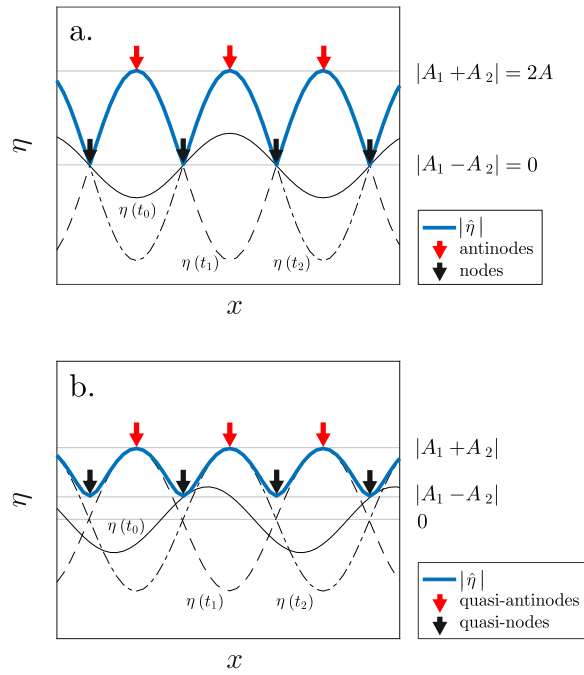 a.
|A₁ + A₂| = 2A
η
|A₁ − A₂| = 0
η (t₀)
η (t₁)
η (t₂)
|η̂|
antinodes
nodes
x
b.
|A₁ + A₂|
|A₁ − A₂|
η
0
η (t₀)
η (t₁)
η (t₂)
|η̂|
quasi-antinodes
quasi-nodes
x